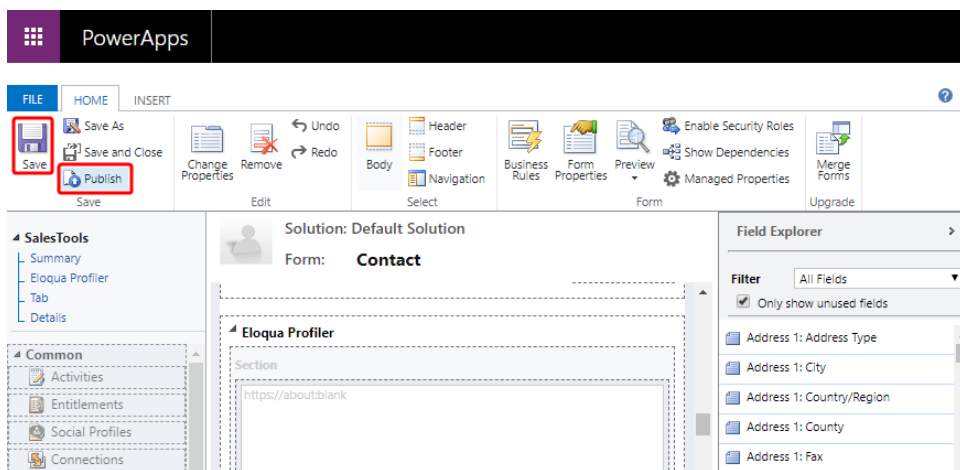 PowerApps
FILE HOME INSERT
Save
Save As
Save and Close
Publish
Save
Change Properties
Remove
Undo
Redo
Edit
Body
Header
Footer
Navigation
Select
Business Rules
Form Properties
Preview
Enable Security Roles
Show Dependencies
Managed Properties
Form
Merge Forms
Upgrade
SalesTools
Summary
Eloqua Profiler
Tab
Details
Common
Activities
Entitlements
Social Profiles
Connections
Solution: Default Solution
Form: Contact
Eloqua Profiler
Section
https://about:blank
Field Explorer
Filter All Fields
Only show unused fields
Address 1: Address Type
Address 1: City
Address 1: Country/Region
Address 1: County
Address 1: Fax